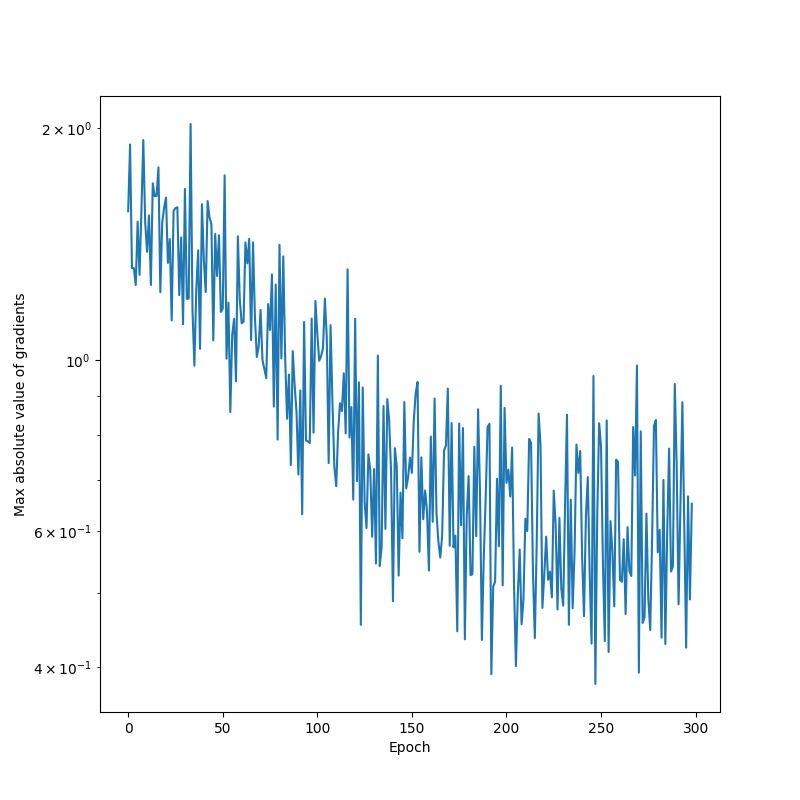 Max absolute value of gradients
2 × 10⁰
10⁰
6 × 10⁻¹
4 × 10⁻¹
0 50 100 150 200 250 300
Epoch